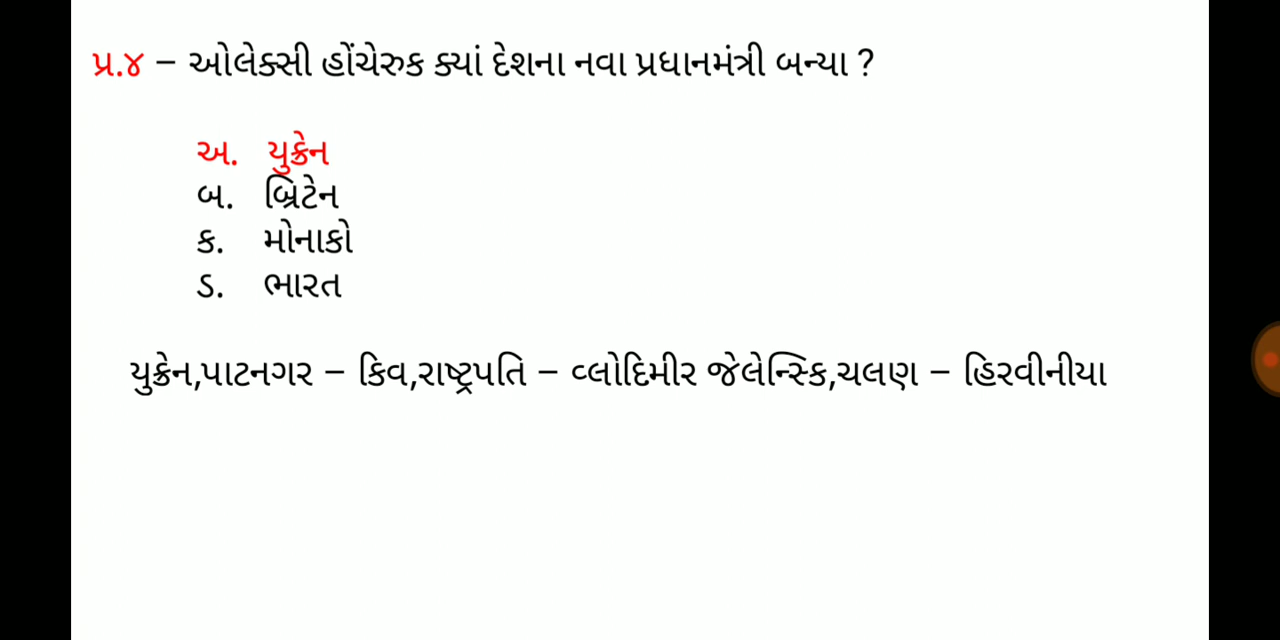 પ્ર.૪ – ઓલેક્સી હોંચેરુક ક્યાં દેશના નવા પ્રધાનમંત્રી બન્યા ?
અ. યુક્રેન
બ. બ્રિટેન
ક. મોનાકો
ડ. ભારત
યુક્રેન,પાટનગર – કિવ,રાષ્ટ્રપતિ – વ્લોદિમીર જેલેન્સ્કિ,ચલણ – હિરવીનીયા